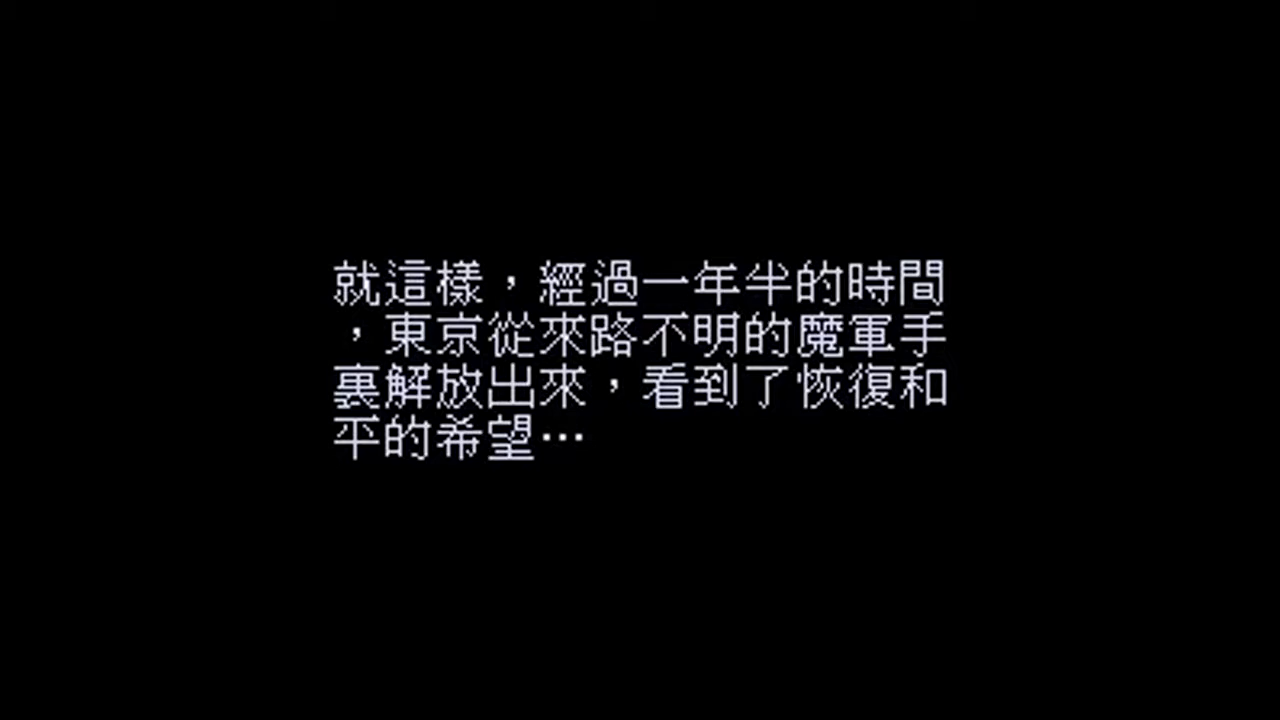 就這樣，經過一年半的時間
，東京從來路不明的魔軍手
裏解放出來，看到了恢復和
平的希望…